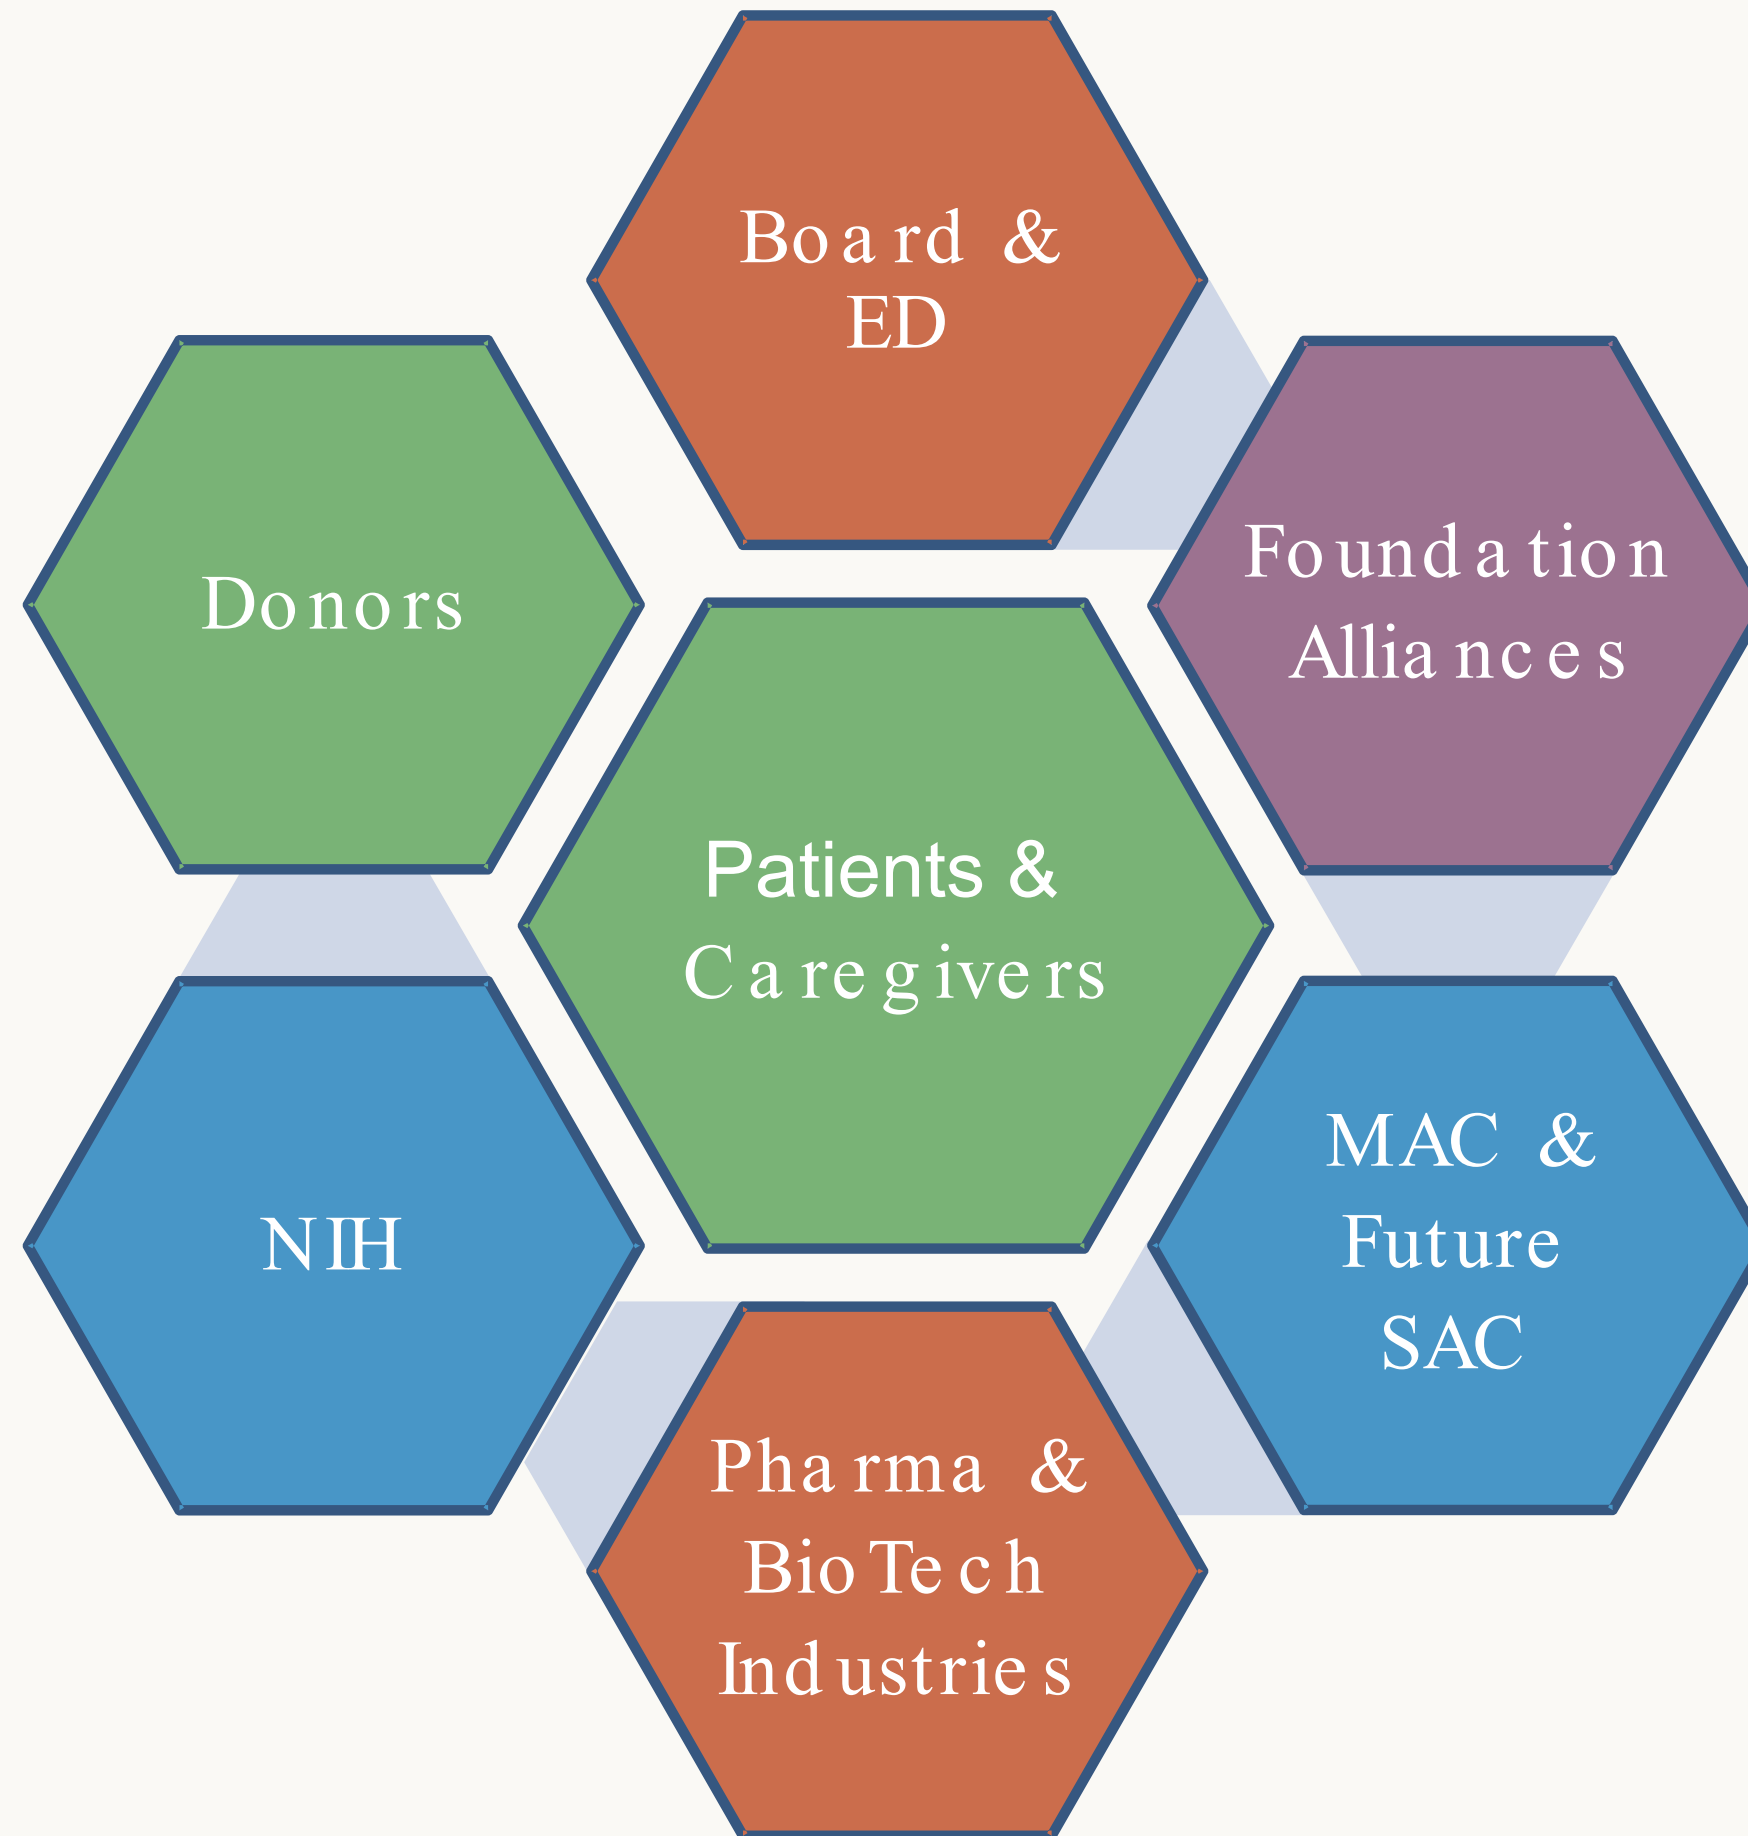 Board &
ED
Donors
Foundation
Alliances
Patients &
Caregivers
NIH
MAC &
Future
SAC
Pharma &
BioTech
Industries